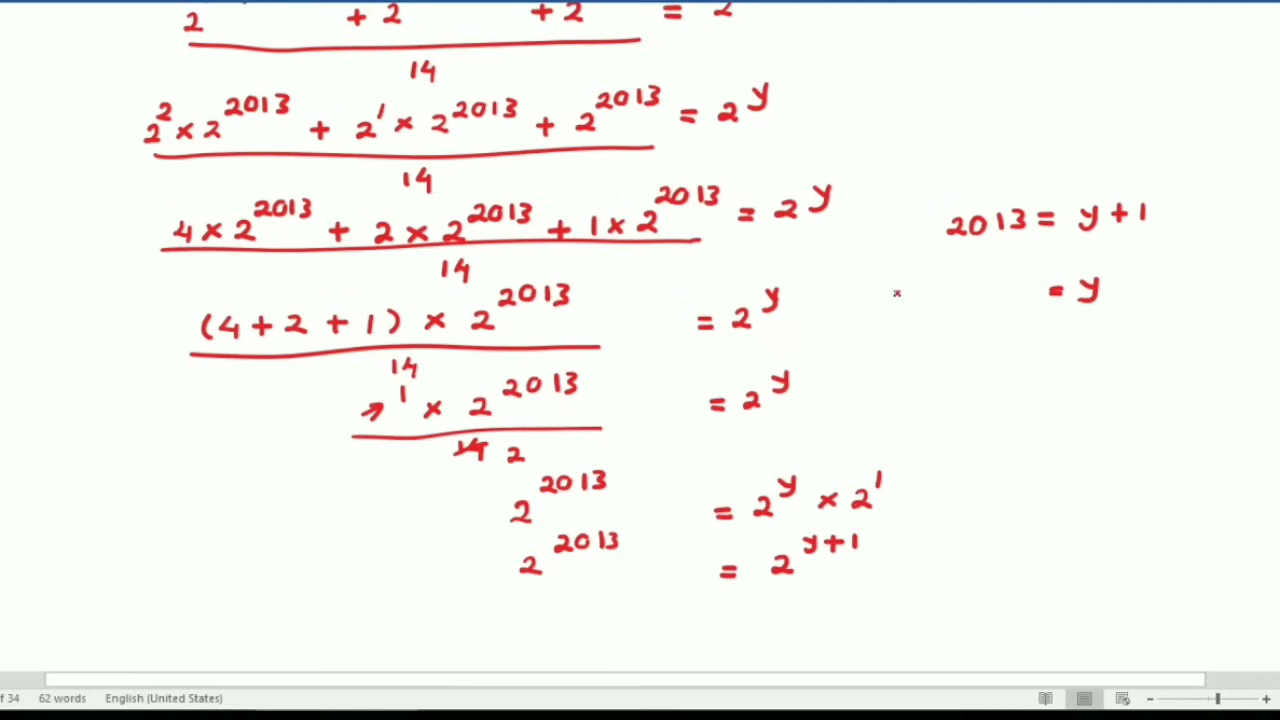 2 + 2 + 2 = 2
14
2² × 2²⁰¹³ + 2¹ × 2²⁰¹³ + 2²⁰¹³ = 2ʸ
14
4 × 2²⁰¹³ + 2 × 2²⁰¹³ + 1 × 2²⁰¹³ = 2ʸ
14
(4 + 2 + 1) × 2²⁰¹³ = 2ʸ
14
7 1 × 2²⁰¹³ = 2ʸ
14 2
2²⁰¹³ = 2ʸ × 2¹
2²⁰¹³ = 2ʸ⁺¹
2013 = y + 1
= y
f 34 62 words English (United States)